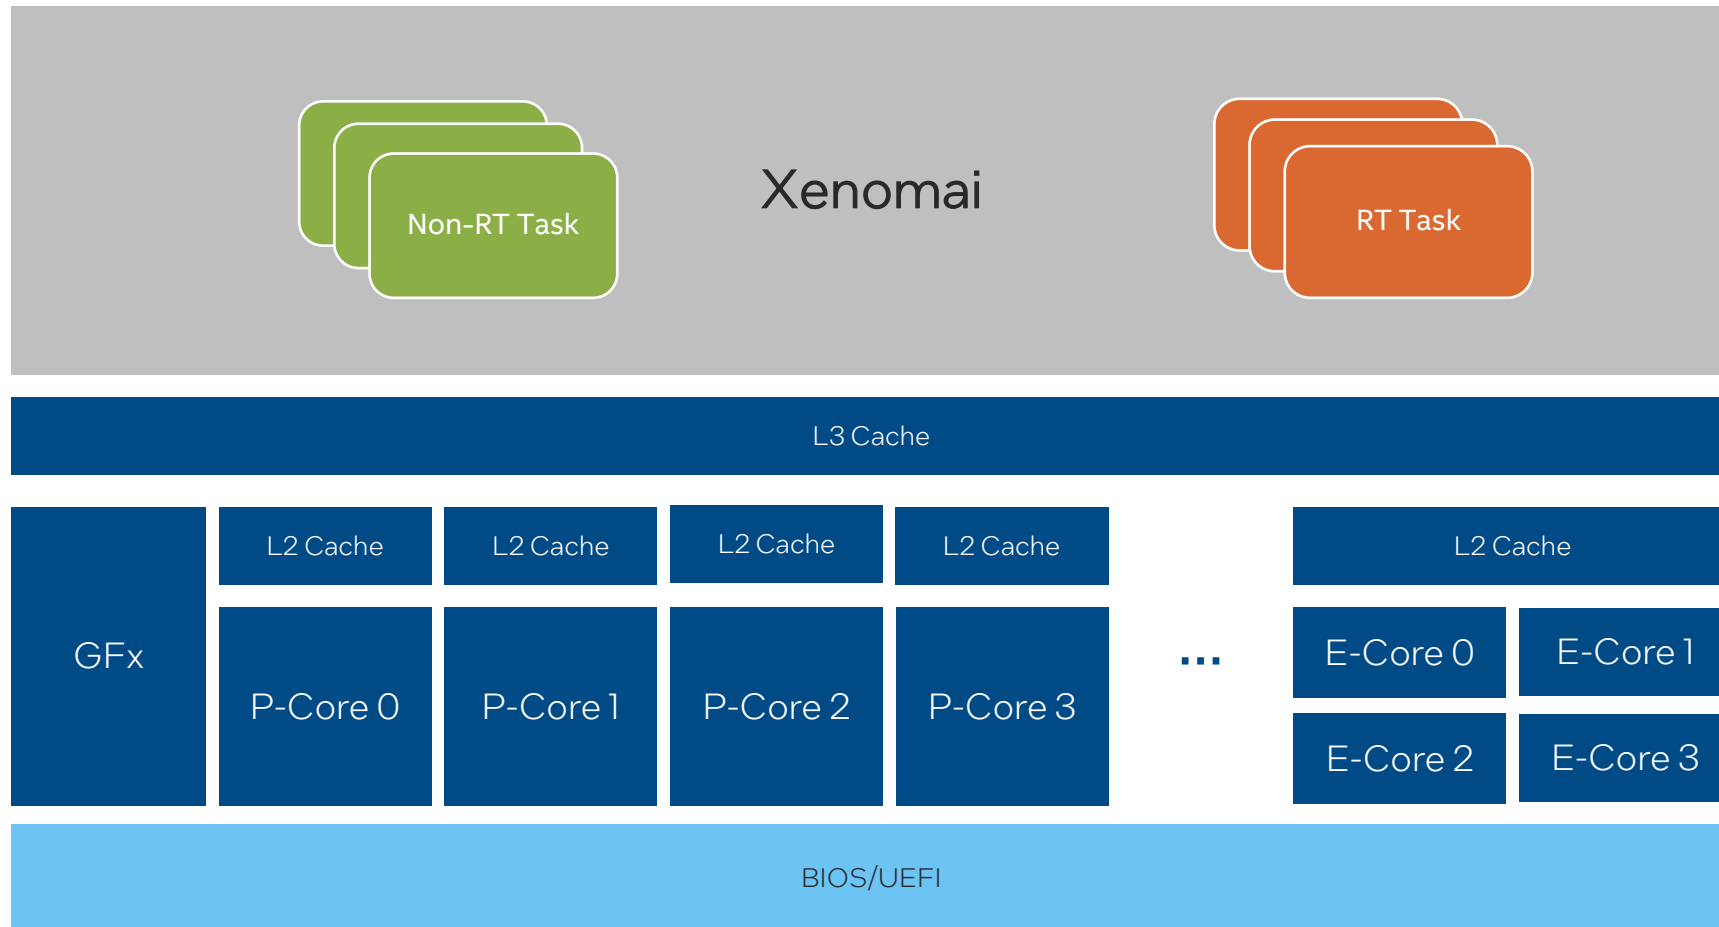 Non-RT Task
Xenomai
RT Task
L3 Cache
GFx
L2 Cache
L2 Cache
L2 Cache
L2 Cache
L2 Cache
P-Core 0
P-Core 1
P-Core 2
P-Core 3
...
E-Core 0
E-Core 1
E-Core 2
E-Core 3
BIOS/UEFI